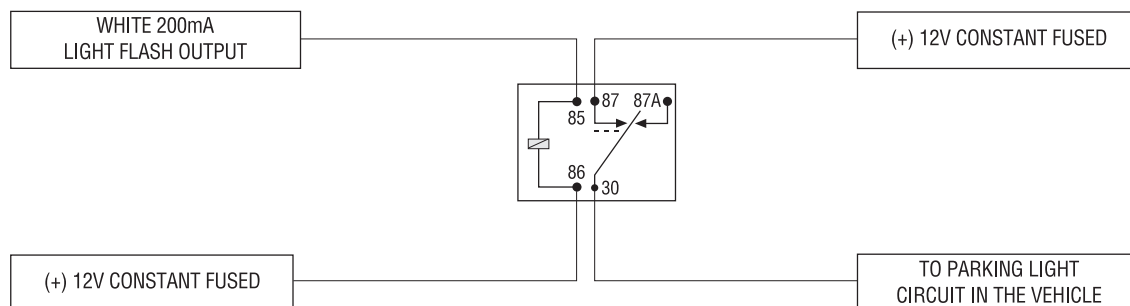 WHITE 200mA
LIGHT FLASH OUTPUT
(+) 12V CONSTANT FUSED
87 87A
85
86
30
(+) 12V CONSTANT FUSED
TO PARKING LIGHT
CIRCUIT IN THE VEHICLE